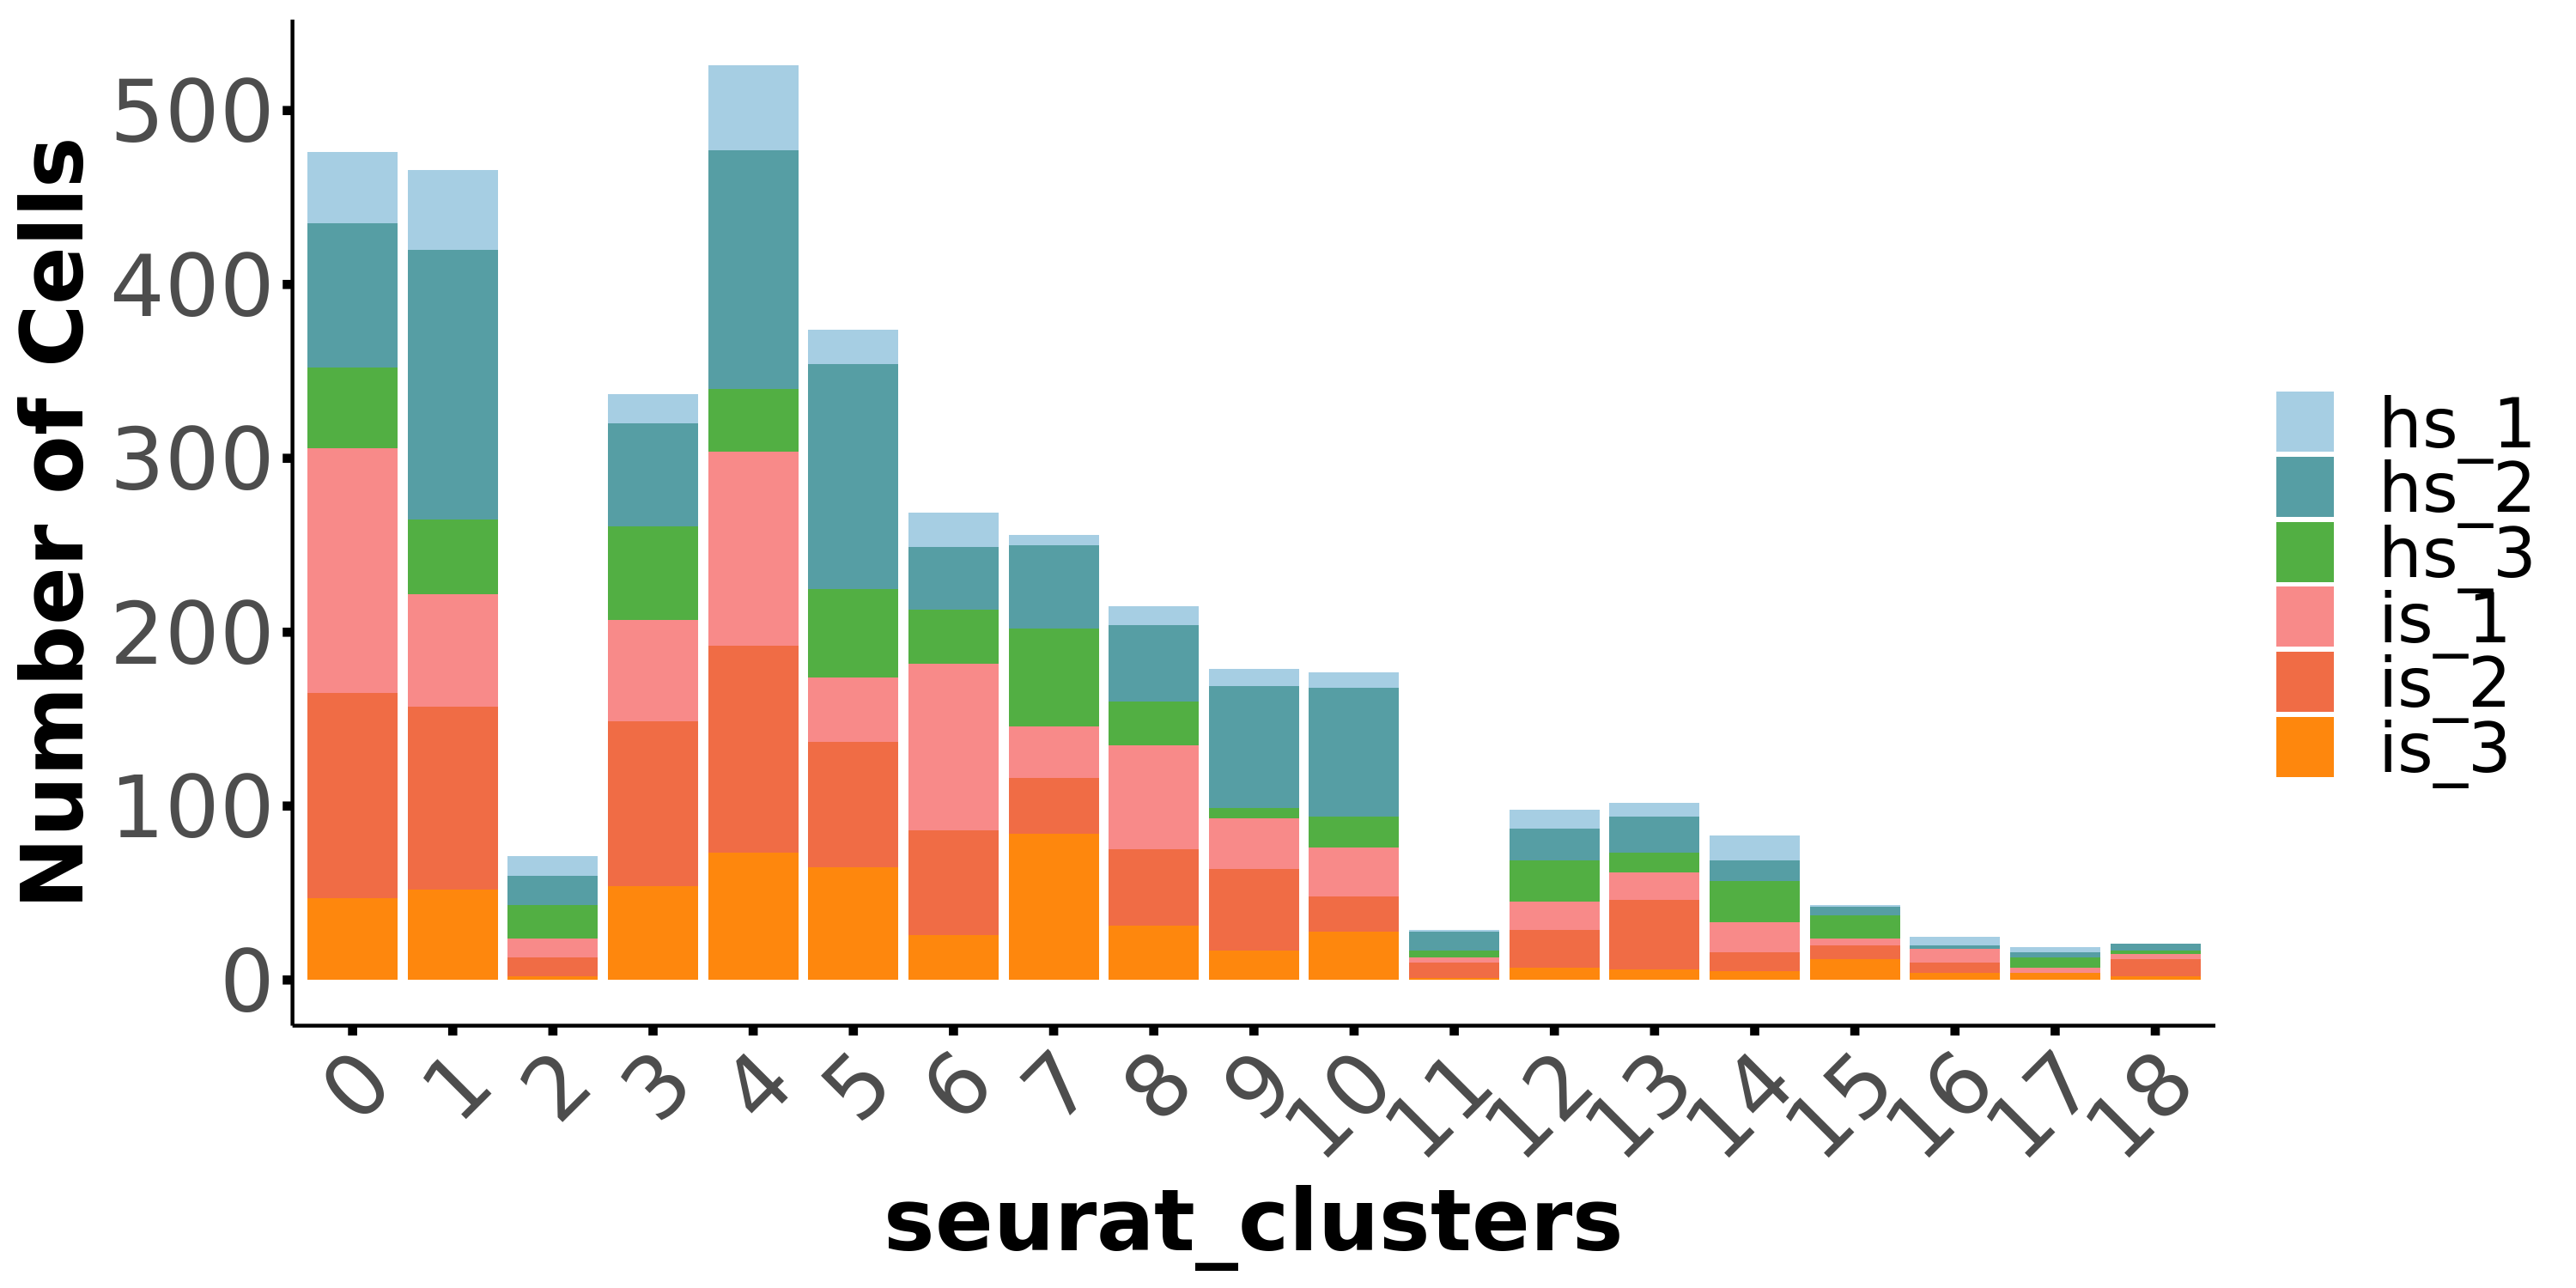 Number of Cells
500
400
300
200
100
0
0 1 2 3 4 5 6 7 8 9 10 11 12 13 14 15 16 17 18
seurat_clusters
hs_1
hs_2
hs_3
is_1
is_2
is_3